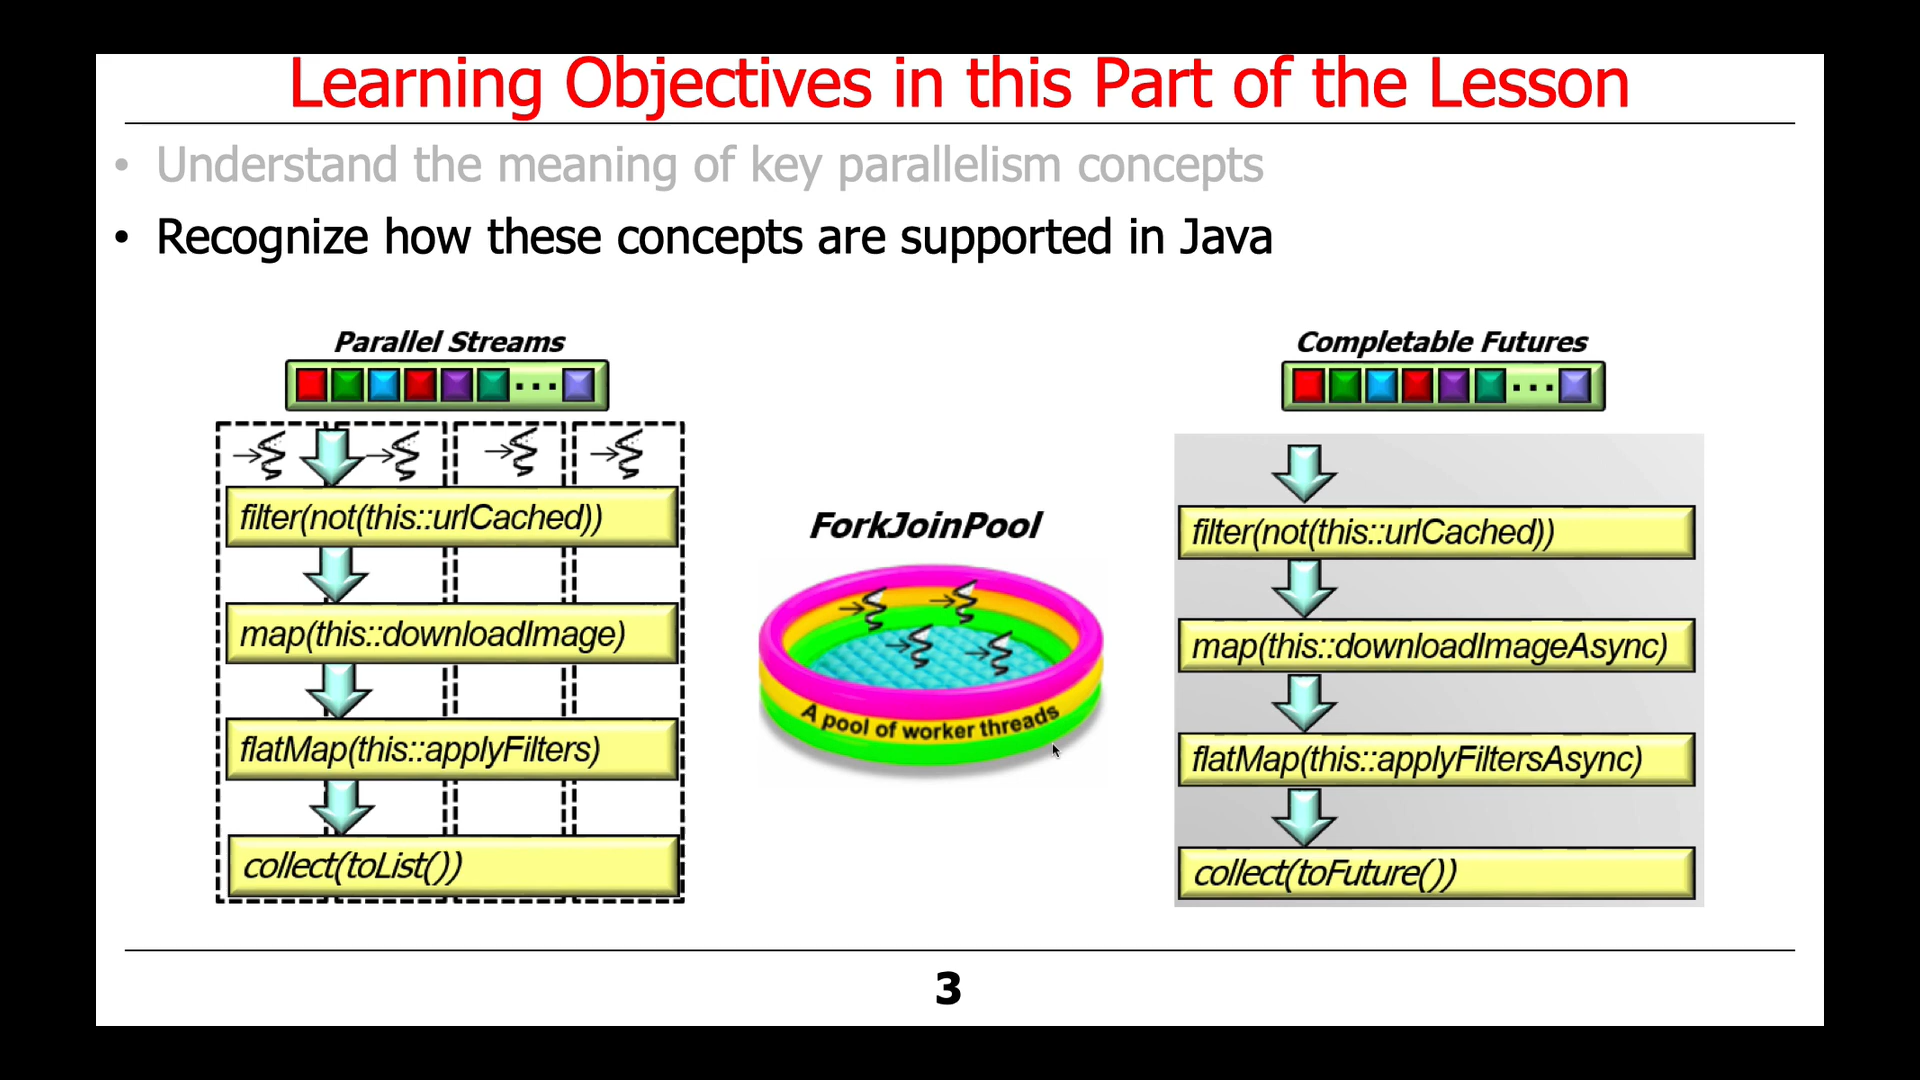 Learning Objectives in this Part of the Lesson
• Understand the meaning of key parallelism concepts
• Recognize how these concepts are supported in Java
Parallel Streams
filter(not(this::urlCached))
map(this::downloadImage)
flatMap(this::applyFilters)
collect(toList())
ForkJoinPool
A pool of worker threads
Completable Futures
filter(not(this::urlCached))
map(this::downloadImageAsync)
flatMap(this::applyFiltersAsync)
collect(toFuture())
3